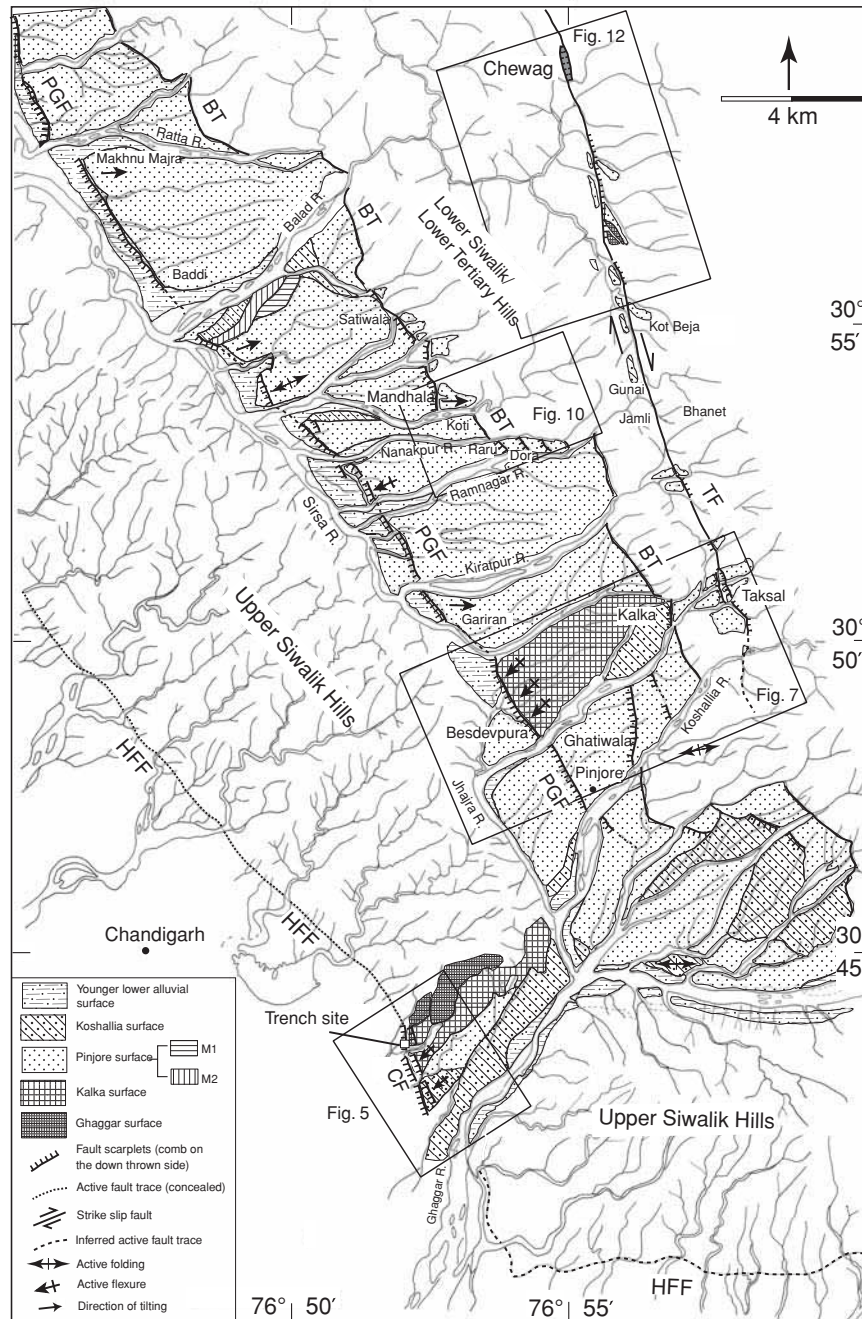 Fig. 12
Chewag
4 km
PGF
BT
Ratta R.
Makhnu Majra
Balad R.
BT
Lower Siwalik/
Lower Tertiary Hills
Baddi
30°
55′
Satiwala
Kot Beja
Mandhala
Gunai
Fig. 10
BT
Koti
Jamli
Bhanet
Nanakpur R.
Raru
Dora
Ramnagar R.
TF
Sirsa R.
PGF
Kiratpur R.
BT
Taksal
Gariran
Kalka
30°
50′
Upper Siwalik Hills
Koshallia R.
Fig. 7
Besdevpura
Ghatiwala
HFF
Jhajra R.
PGF
Pinjore
HFF
Chandigarh
30°
45′
Trench site
CF
Fig. 5
Upper Siwalik Hills
Ghaggar R.
HFF
76°
50′
76°
55′
Younger lower alluvial
surface
Koshallia surface
Pinjore surface
M1
M2
Kalka surface
Ghaggar surface
Fault scarplets (comb on
the down thrown side)
Active fault trace (concealed)
Strike slip fault
Inferred active fault trace
Active folding
Active flexure
Direction of tilting